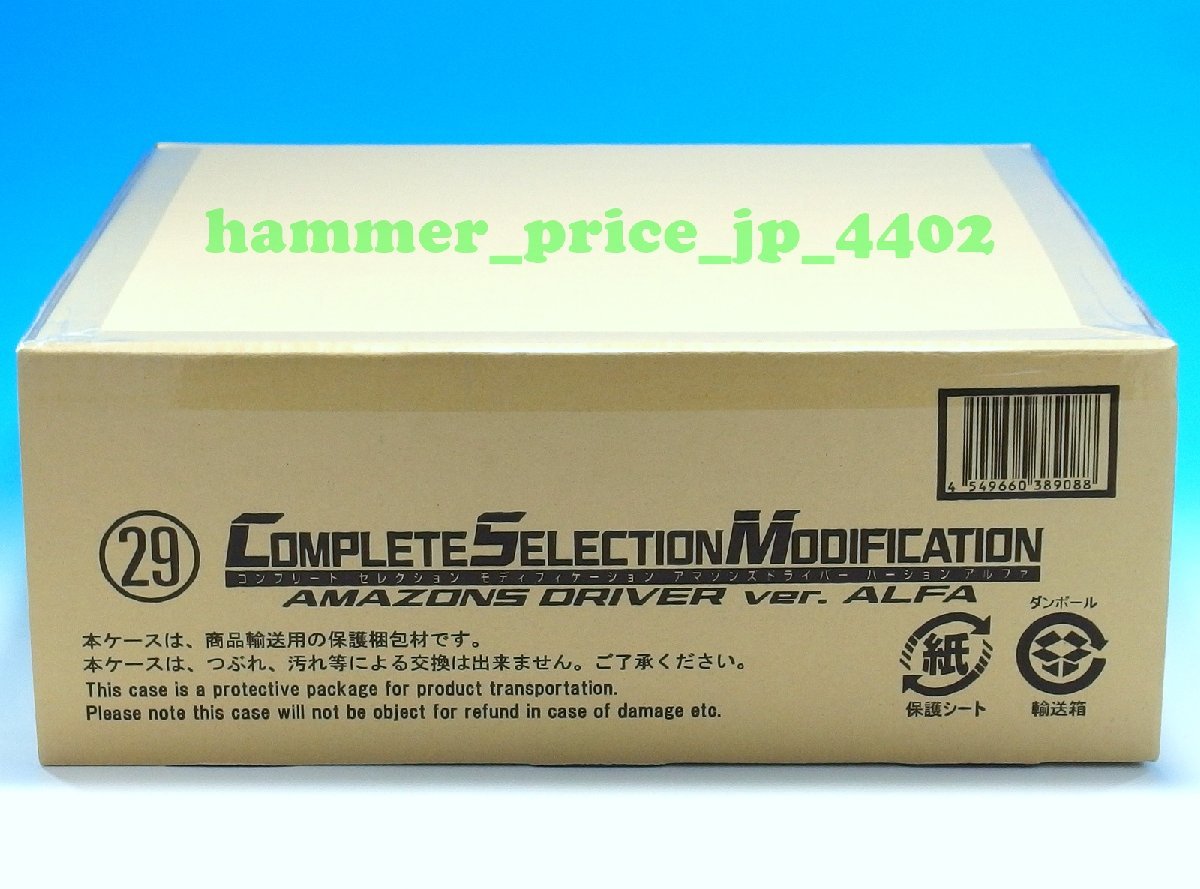 hammer_price_jp_4402
4 549660 389088
29 COMPLETE SELECTION MODIFICATION
コンプリート セレクション モディフィケーション アマゾンズドライバー バージョン アルファ
AMAZONS DRIVER ver. ALFA
本ケースは、商品輸送用の保護梱包材です。
本ケースは、つぶれ、汚れ等による交換は出来ません。ご了承ください。
This case is a protective package for product transportation.
Please note this case will not be object for refund in case of damage etc.
紙
保護シート
ダンボール
輸送箱